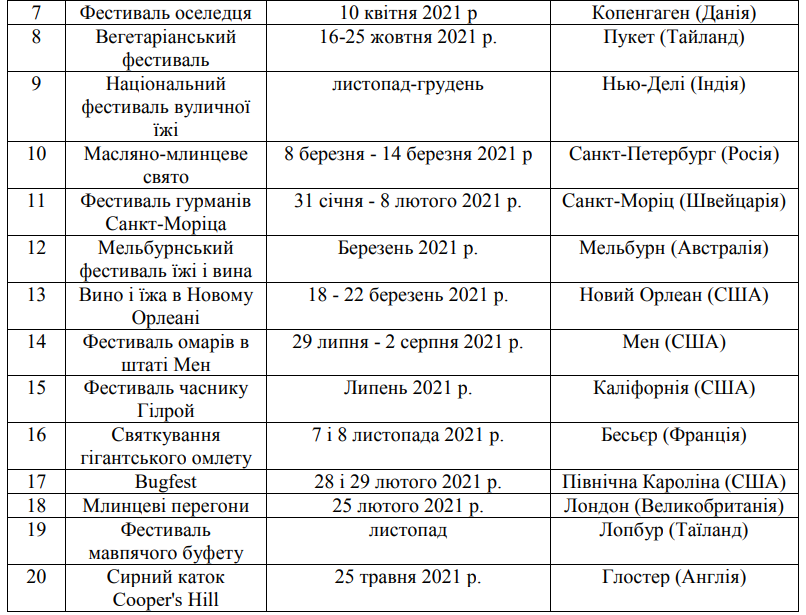 7 Фестиваль оселедця 10 квітня 2021 р Копенгаген (Данія)
8 Вегетаріанський 16-25 жовтня 2021 р. Пукет (Тайланд)
фестиваль
9 Національний листопад-грудень Нью-Делі (Індія)
фестиваль вуличної
їжі
10 Масляно-млинцеве 8 березня - 14 березня 2021 р Санкт-Петербург (Росія)
свято
11 Фестиваль гурманів 31 січня - 8 лютого 2021 р. Санкт-Моріц (Швейцарія)
Санкт-Моріца
12 Мельбурнський Березень 2021 р. Мельбурн (Австралія)
фестиваль їжі і вина
13 Вино і їжа в Новому 18 - 22 березень 2021 р. Новий Орлеан (США)
Орлеані
14 Фестиваль омарів в 29 липня - 2 серпня 2021 р. Мен (США)
штаті Мен
15 Фестиваль часнику Липень 2021 р. Каліфорнія (США)
Гілрой
16 Святкування 7 і 8 листопада 2021 р. Бесьєр (Франція)
гігантського омлету
17 Bugfest 28 і 29 лютого 2021 р. Північна Кароліна (США)
18 Млинцеві перегони 25 лютого 2021 р. Лондон (Великобританія)
19 Фестиваль листопад Лопбур (Таїланд)
мавпячого буфету
20 Сирний каток 25 травня 2021 р. Глостер (Англія)
Cooper's Hill